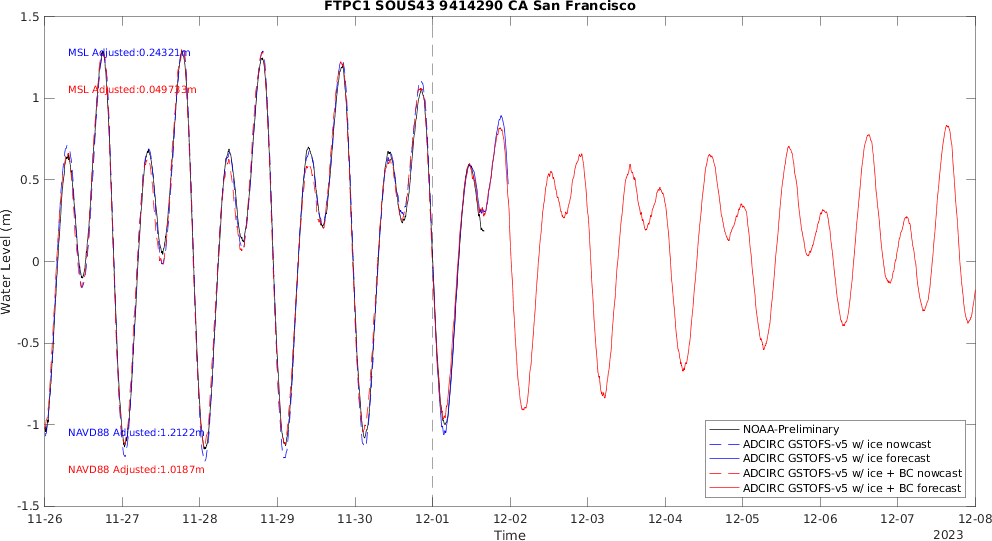 FTPC1 SOUS43 9414290 CA San Francisco
1.5
1
0.5
0
-0.5
-1
-1.5
Water Level (m)
MSL Adjusted:0.24321m
MSL Adjusted:0.049733m
NAVD88 Adjusted:1.2122m
NAVD88 Adjusted:1.0187m
NOAA-Preliminary
ADCIRC GSTOFS-v5 w/ ice nowcast
ADCIRC GSTOFS-v5 w/ ice forecast
ADCIRC GSTOFS-v5 w/ ice + BC nowcast
ADCIRC GSTOFS-v5 w/ ice + BC forecast
11-26 11-27 11-28 11-29 11-30 12-01 12-02 12-03 12-04 12-05 12-06 12-07 12-08
Time
2023